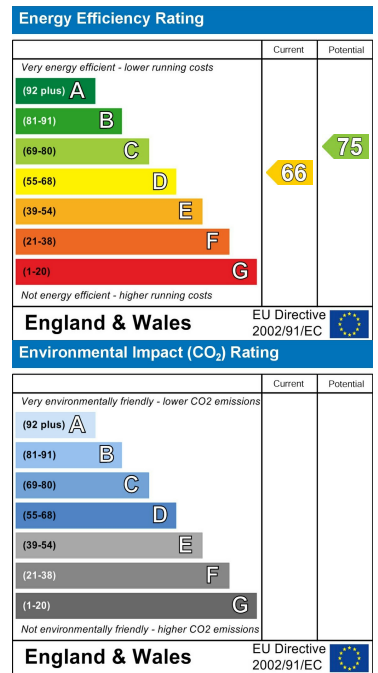 Energy Efficiency Rating
Current Potential
Very energy efficient - lower running costs
(92 plus) A
(81-91) B
(69-80) C
75
(55-68) D
66
(39-54) E
(21-38) F
(1-20) G
Not energy efficient - higher running costs
England & Wales
EU Directive
2002/91/EC
Environmental Impact (CO₂) Rating
Current Potential
Very environmentally friendly - lower CO2 emissions
(92 plus) A
(81-91) B
(69-80) C
(55-68) D
(39-54) E
(21-38) F
(1-20) G
Not environmentally friendly - higher CO2 emissions
England & Wales
EU Directive
2002/91/EC